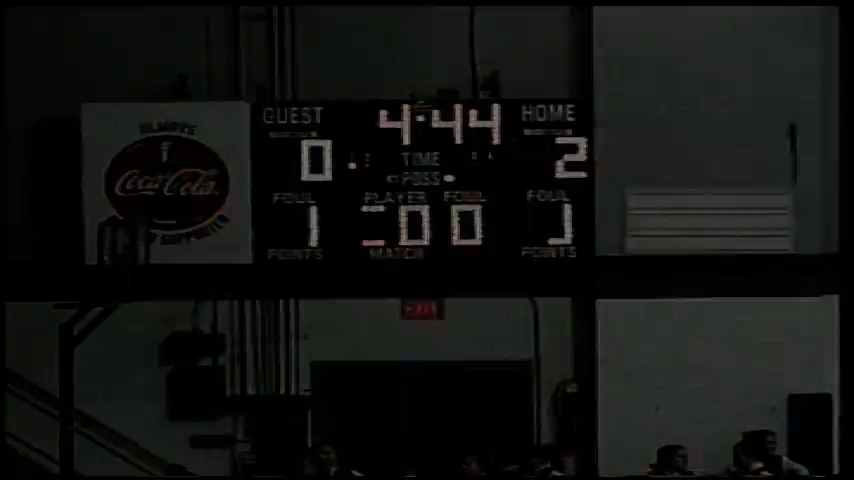 ALWAYS
Coca-Cola
GUEST 4:44 HOME
0 TIME 2
POSS
FOUL PLAYER FOUL FOUL
1 00
POINTS MATCH POINTS
EXIT